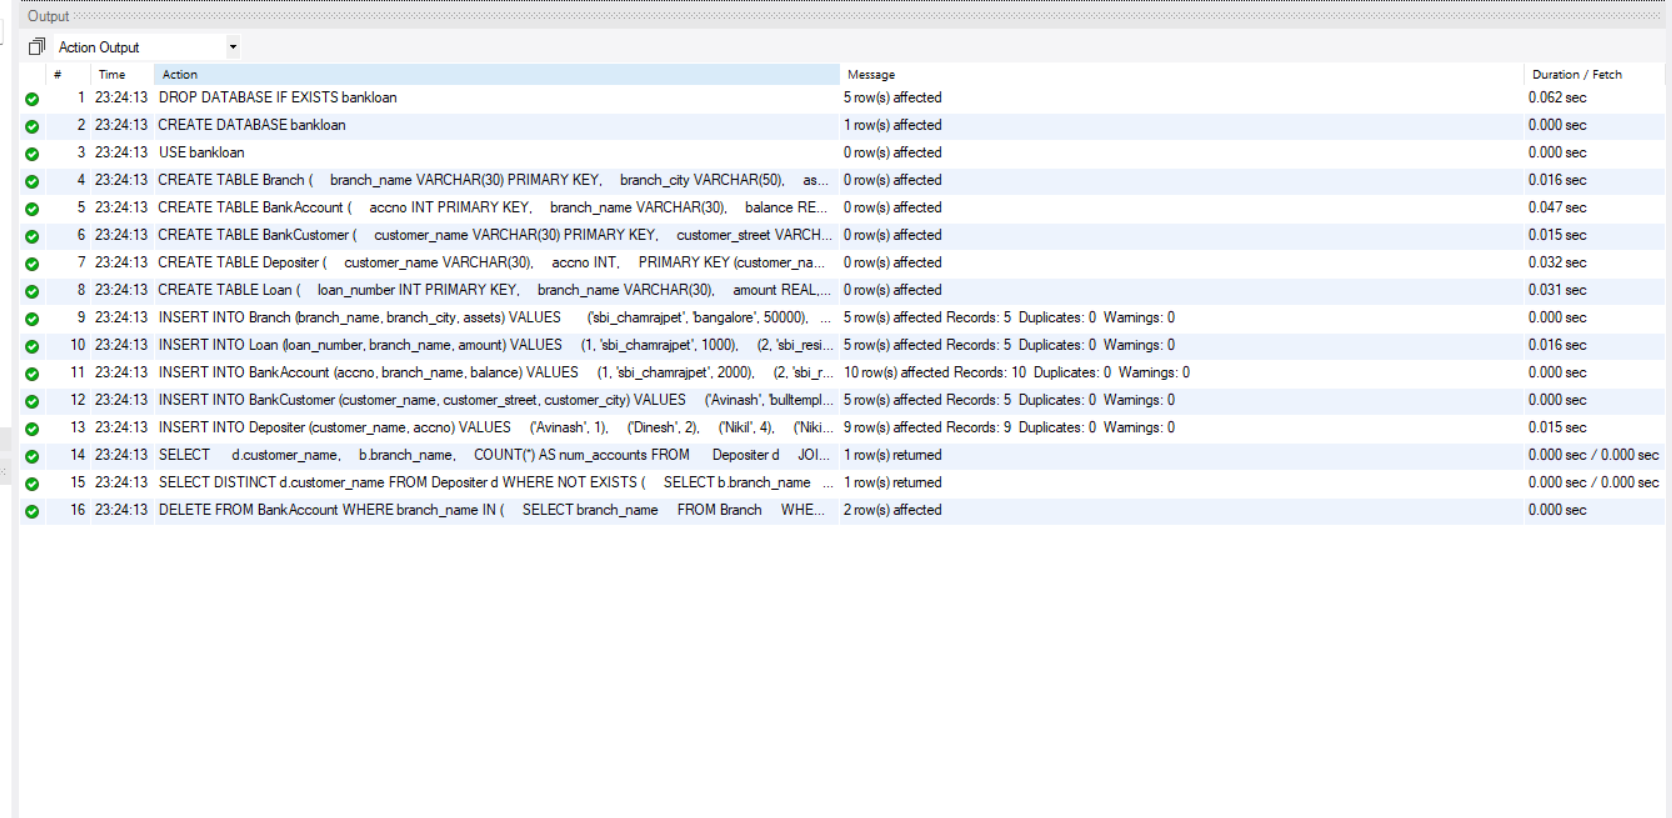 Output
Action Output
# Time Action Message Duration / Fetch
1 23:24:13 DROP DATABASE IF EXISTS bankloan 5 row(s) affected 0.062 sec
2 23:24:13 CREATE DATABASE bankloan 1 row(s) affected 0.000 sec
3 23:24:13 USE bankloan 0 row(s) affected 0.000 sec
4 23:24:13 CREATE TABLE Branch ( branch_name VARCHAR(30) PRIMARY KEY, branch_city VARCHAR(50), as... 0 row(s) affected 0.016 sec
5 23:24:13 CREATE TABLE BankAccount ( accno INT PRIMARY KEY, branch_name VARCHAR(30), balance RE... 0 row(s) affected 0.047 sec
6 23:24:13 CREATE TABLE BankCustomer ( customer_name VARCHAR(30) PRIMARY KEY, customer_street VARCH... 0 row(s) affected 0.015 sec
7 23:24:13 CREATE TABLE Depositer ( customer_name VARCHAR(30), accno INT, PRIMARY KEY (customer_na... 0 row(s) affected 0.032 sec
8 23:24:13 CREATE TABLE Loan ( loan_number INT PRIMARY KEY, branch_name VARCHAR(30), amount REAL,... 0 row(s) affected 0.031 sec
9 23:24:13 INSERT INTO Branch (branch_name, branch_city, assets) VALUES ('sbi_chamrajpet', 'bangalore', 50000), ... 5 row(s) affected Records: 5 Duplicates: 0 Warnings: 0 0.000 sec
10 23:24:13 INSERT INTO Loan (loan_number, branch_name, amount) VALUES (1, 'sbi_chamrajpet', 1000), (2, 'sbi_resi... 5 row(s) affected Records: 5 Duplicates: 0 Warnings: 0 0.016 sec
11 23:24:13 INSERT INTO BankAccount (accno, branch_name, balance) VALUES (1, 'sbi_chamrajpet', 2000), (2, 'sbi_r... 10 row(s) affected Records: 10 Duplicates: 0 Warnings: 0 0.000 sec
12 23:24:13 INSERT INTO BankCustomer (customer_name, customer_street, customer_city) VALUES ('Avinash', 'bulltempl... 5 row(s) affected Records: 5 Duplicates: 0 Warnings: 0 0.000 sec
13 23:24:13 INSERT INTO Depositer (customer_name, accno) VALUES ('Avinash', 1), ('Dinesh', 2), ('Nikil', 4), ('Niki... 9 row(s) affected Records: 9 Duplicates: 0 Warnings: 0 0.015 sec
14 23:24:13 SELECT d.customer_name, b.branch_name, COUNT(*) AS num_accounts FROM Depositer d JOI... 1 row(s) returned 0.000 sec / 0.000 sec
15 23:24:13 SELECT DISTINCT d.customer_name FROM Depositer d WHERE NOT EXISTS ( SELECT b.branch_name ... 1 row(s) returned 0.000 sec / 0.000 sec
16 23:24:13 DELETE FROM BankAccount WHERE branch_name IN ( SELECT branch_name FROM Branch WHE... 2 row(s) affected 0.000 sec